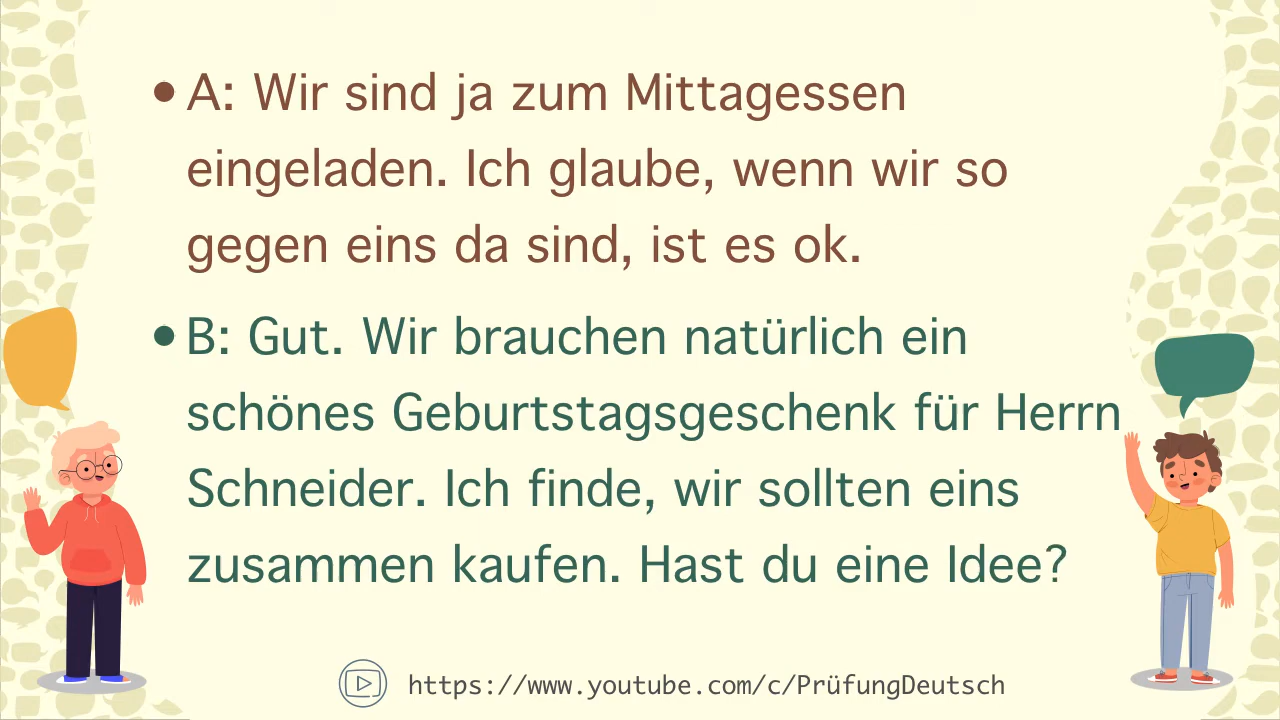 • A: Wir sind ja zum Mittagessen
eingeladen. Ich glaube, wenn wir so
gegen eins da sind, ist es ok.
• B: Gut. Wir brauchen natürlich ein
schönes Geburtstagsgeschenk für Herrn
Schneider. Ich finde, wir sollten eins
zusammen kaufen. Hast du eine Idee?
https://www.youtube.com/c/PrüfungDeutsch